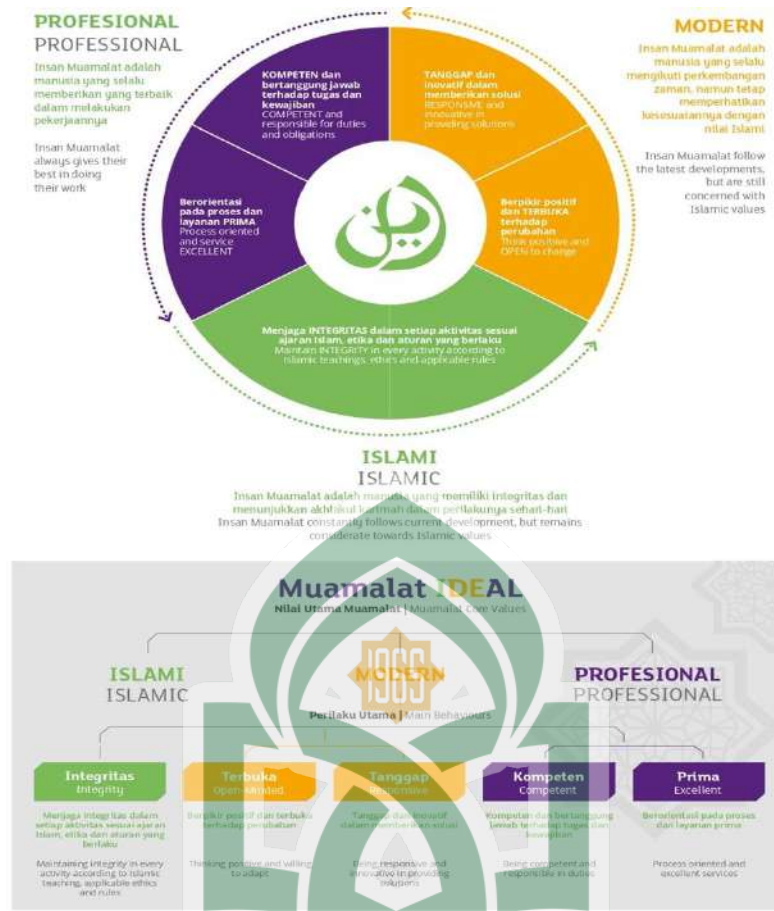 PROFESIONAL
PROFESSIONAL
Insan Muamalat adalah
manusia yang selalu
memberikan yang terbaik
dalam melakukan
pekerjaannya
Insan Muamalat
always gives their
best in doing
their work
MODERN
Insan Muamalat adalah
manusia yang selalu
mengikuti perkembangan
zaman, namun tetap
memperhatikan
kesesuaiannya dengan
nilai Islami
Insan Muamalat follow
the latest developments,
but are still
concerned with
Islamic values
KOMPETEN dan
bertanggung jawab
terhadap tugas dan
kewajiban
COMPETENT and
responsible for duties
and obligations
TANGGAP dan
inovatif dalam
memberikan solusi
RESPONSIVE and
innovative in
providing solutions
Berorientasi
pada proses dan
layanan PRIMA
Process oriented
and service
EXCELLENT
Berpikir positif
dan TERBUKA
terhadap
perubahan
Think positive and
OPEN to change
Menjaga INTEGRITAS dalam setiap aktivitas sesuai
ajaran Islam, etika dan aturan yang berlaku
Maintain INTEGRITY in every activity according to
Islamic teachings, ethics and applicable rules
ISLAMI
ISLAMIC
Insan Muamalat adalah manusia yang memiliki integritas dan
menunjukkan akhlakul karimah dalam perilakunya sehari-hari
Insan Muamalat constantly follows current development, but remains
considerate towards Islamic values
Muamalat IDEAL
Nilai Utama Muamalat | Muamalat Core Values
ISLAMI
ISLAMIC
MODERN
1969
PROFESIONAL
PROFESSIONAL
Perilaku Utama | Main Behaviours
Integritas
Integrity
Menjaga integritas dalam
setiap aktivitas sesuai ajaran
Islam, etika dan aturan yang
berlaku
Maintaining integrity in every
activity according to Islamic
teaching, applicable ethics
and rules
Terbuka
Open-Minded
Berpikir positif dan terbuka
terhadap perubahan
Thinking positive and willing
to adapt
Tanggap
Responsive
Tanggap dan inovatif
dalam memberikan solusi
Being responsive and
innovative in providing
solutions
Kompeten
Competent
Kompeten dan bertanggung
jawab terhadap tugas dan
kewajiban
Being competent and
responsible in duties
Prima
Excellent
Berorientasi pada proses
dan layanan prima
Process oriented and
excellent services